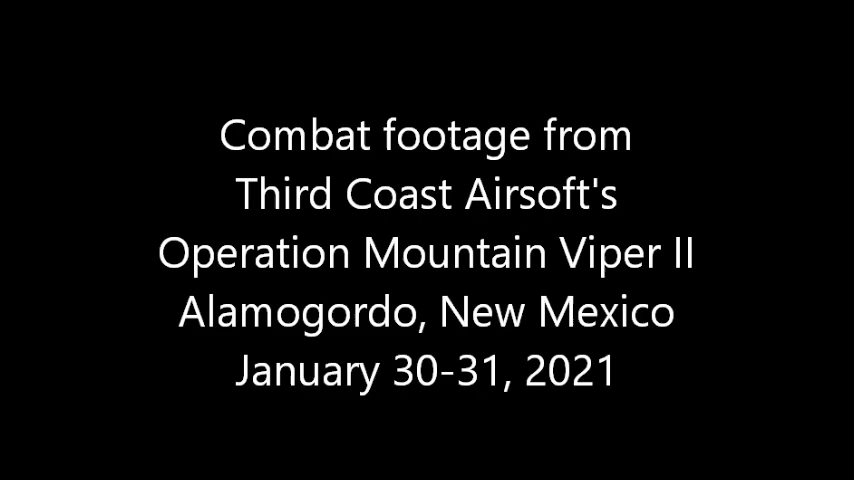 Combat footage from
Third Coast Airsoft's
Operation Mountain Viper II
Alamogordo, New Mexico
January 30-31, 2021